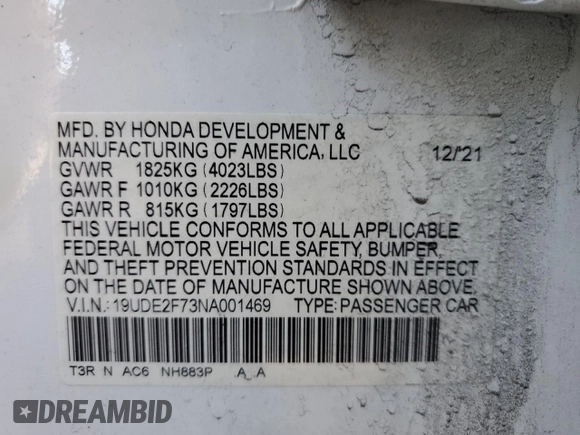 MFD. BY HONDA DEVELOPMENT &
MANUFACTURING OF AMERICA, LLC 12/'21
GVWR 1825KG (4023LBS)
GAWR F 1010KG (2226LBS)
GAWR R 815KG (1797LBS)
THIS VEHICLE CONFORMS TO ALL APPLICABLE
FEDERAL MOTOR VEHICLE SAFETY, BUMPER,
AND THEFT PREVENTION STANDARDS IN EFFECT
ON THE DATE OF MANUFACTURE SHOWN ABOVE.
V.I.N.:19UDE2F73NA001469 TYPE:PASSENGER CAR
T3R N AC6 NH883P .A_.A
DREAMBID